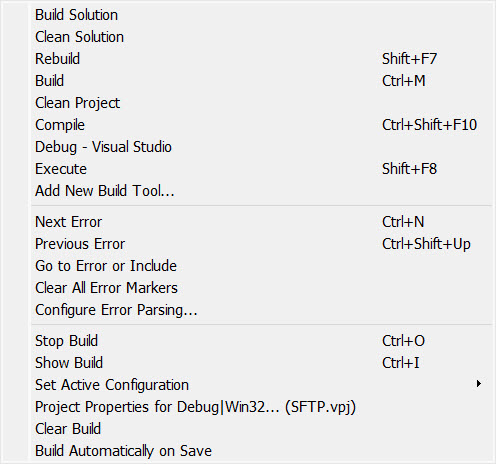 Build Solution
Clean Solution
Rebuild Shift+F7
Build Ctrl+M
Clean Project
Compile Ctrl+Shift+F10
Debug - Visual Studio
Execute Shift+F8
Add New Build Tool...
Next Error Ctrl+N
Previous Error Ctrl+Shift+Up
Go to Error or Include
Clear All Error Markers
Configure Error Parsing...
Stop Build Ctrl+O
Show Build Ctrl+I
Set Active Configuration
Project Properties for Debug|Win32... (SFTP.vpj)
Clear Build
Build Automatically on Save